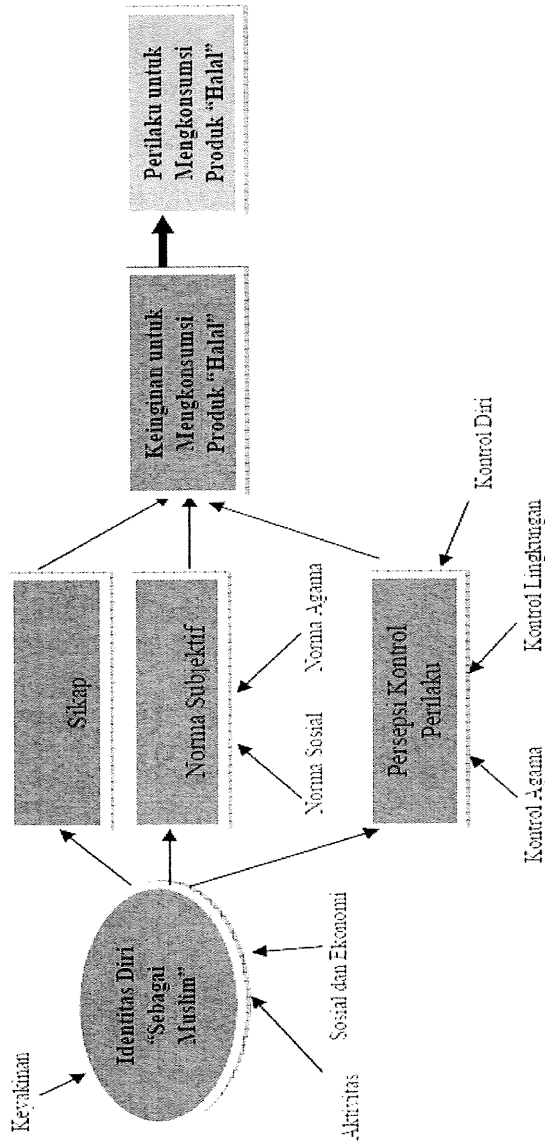 Keyakinan
Identitas Diri
“Sebagai
Muslim”
Aktivitas
Sosial dan Ekonomi
Sikap
Norma Subjektif
Norma Sosial
Norma Agama
Persepsi Kontrol
Perilaku
Kontrol Agama
Kontrol Lingkungan
Kontrol Diri
Keinginan untuk
Mengkonsumsi
Produk “Halal”
Perilaku untuk
Mengkonsumsi
Produk “Halal”